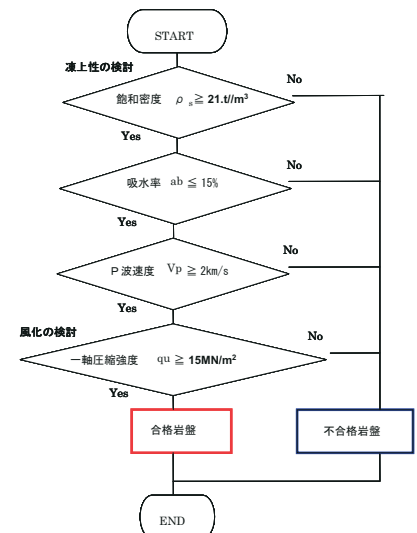 START
凍上性の検討
No
飽和密度 ρs≧ 21.t//m³
Yes
No
吸水率 ab ≦ 15%
Yes
No
P波速度 Vp ≧ 2km/s
Yes
風化の検討
No
一軸圧縮強度 qu ≧ 15MN/m²
Yes
合格岩盤
不合格岩盤
END